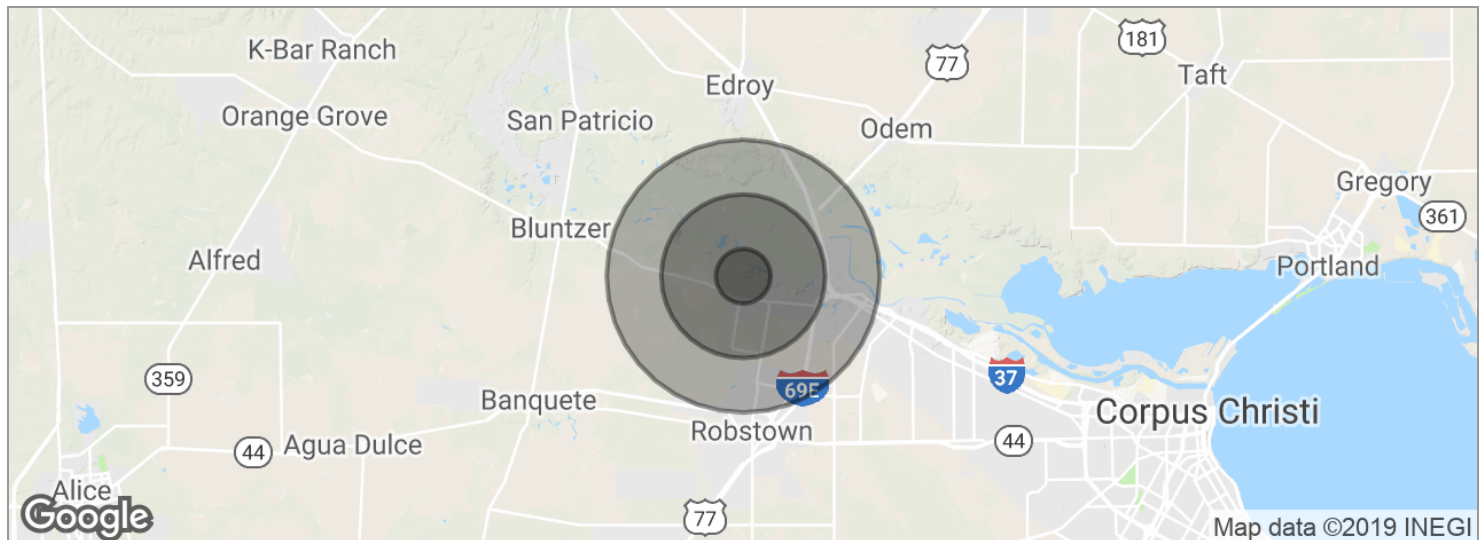 181
K-Bar Ranch
77
Taft
Edroy
Orange Grove
San Patricio
Odem
Gregory
361
Bluntzer
Alfred
Portland
359
69E
37
Banquete
Corpus Christi
Robstown
44
44
Agua Dulce
Alice
77
Google
Map data ©2019 INEGI